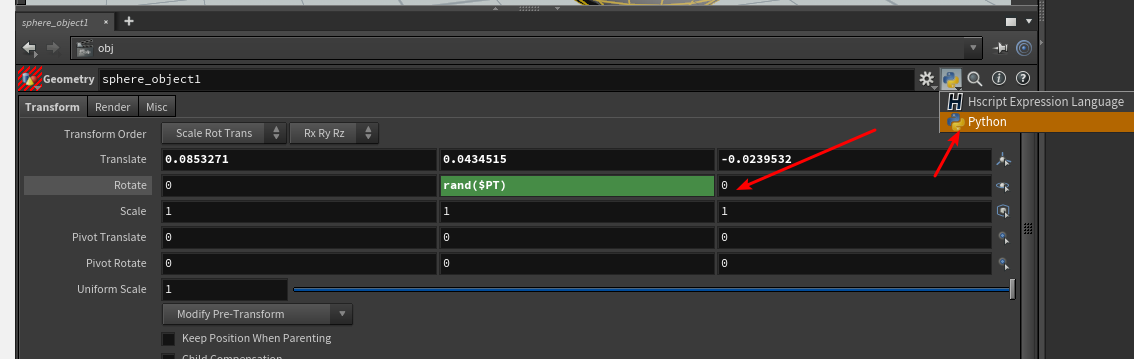 sphere_object1 × +
obj
Geometry sphere_object1
H Hscript Expression Language
Python
Transform Render Misc
Transform Order Scale Rot Trans Rx Ry Rz
Translate 0.0853271 0.0434515 -0.0239532
Rotate 0 rand($PT) 0
Scale 1 1 1
Pivot Translate 0 0 0
Pivot Rotate 0 0 0
Uniform Scale 1
Modify Pre-Transform
Keep Position When Parenting
Child Compensation